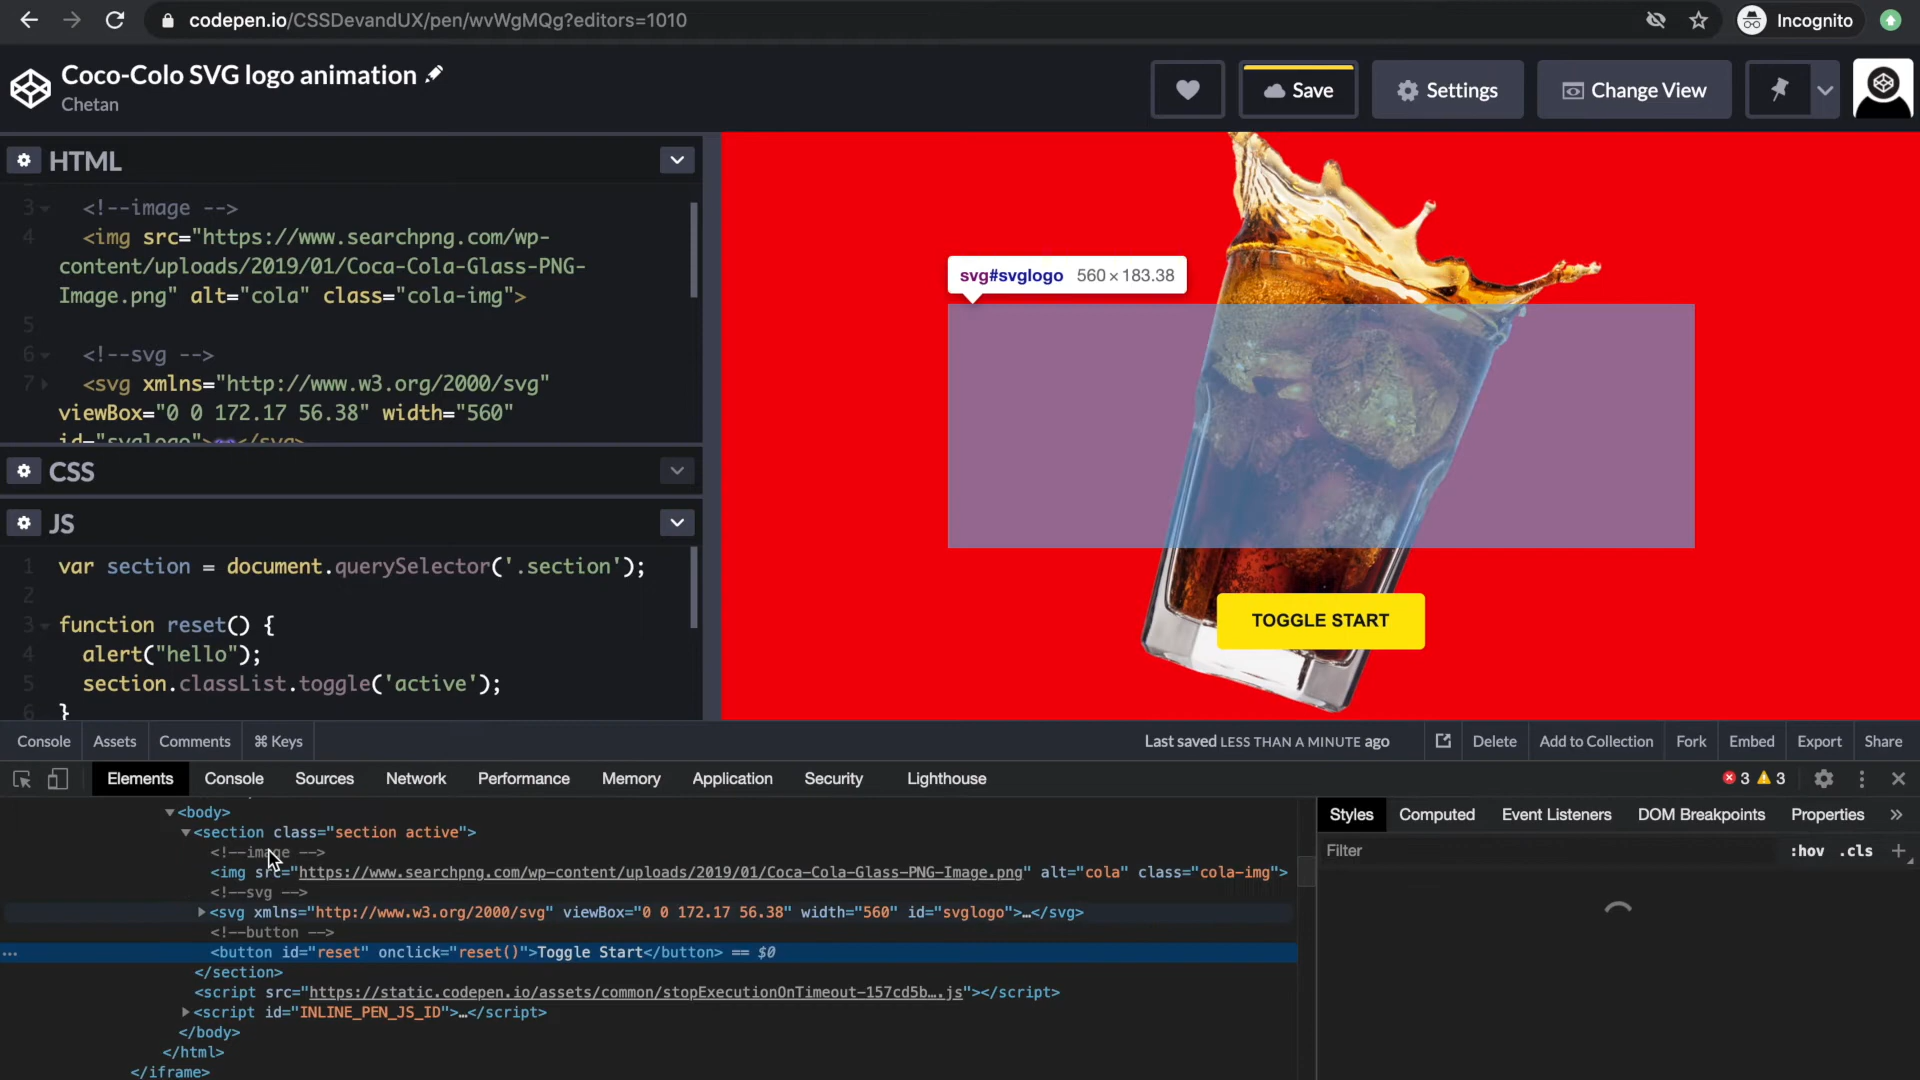 codepen.io/CSSDevandUX/pen/wvWgMQg?editors=1010
Incognito
Coco-Colo SVG logo animation
Chetan
Save
Settings
Change View
HTML
3 <!--image -->
4 <img src="https://www.searchpng.com/wp-
content/uploads/2019/01/Coca-Cola-Glass-PNG-
Image.png" alt="cola" class="cola-img">
5
6 <!--svg -->
7 <svg xmlns="http://www.w3.org/2000/svg"
viewBox="0 0 172.17 56.38" width="560"
id="svglogo"></svg>
CSS
JS
1 var section = document.querySelector('.section');
2
3 function reset() {
4 alert("hello");
5 section.classList.toggle('active');
6 }
svg#svglogo 560 × 183.38
TOGGLE START
Console
Assets
Comments
⌘ Keys
Last saved LESS THAN A MINUTE ago
Delete
Add to Collection
Fork
Embed
Export
Share
Elements
Console
Sources
Network
Performance
Memory
Application
Security
Lighthouse
3
3
<body>
<section class="section active">
<!--image -->
<img src="https://www.searchpng.com/wp-content/uploads/2019/01/Coca-Cola-Glass-PNG-Image.png" alt="cola" class="cola-img">
<!--svg -->
<svg xmlns="http://www.w3.org/2000/svg" viewBox="0 0 172.17 56.38" width="560" id="svglogo">…</svg>
<!--button -->
… <button id="reset" onclick="reset()">Toggle Start</button> == $0
</section>
<script src="https://static.codepen.io/assets/common/stopExecutionOnTimeout-157cd5b….js"></script>
<script id="INLINE_PEN_JS_ID">…</script>
</body>
</html>
</iframe>
Styles
Computed
Event Listeners
DOM Breakpoints
Properties
»
Filter
:hov
.cls
+